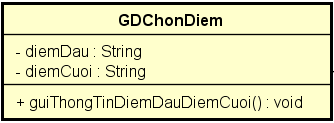 GDChonDiem
- diemDau : String
- diemCuoi : String
+ guiThongTinDiemDauDiemCuoi() : void